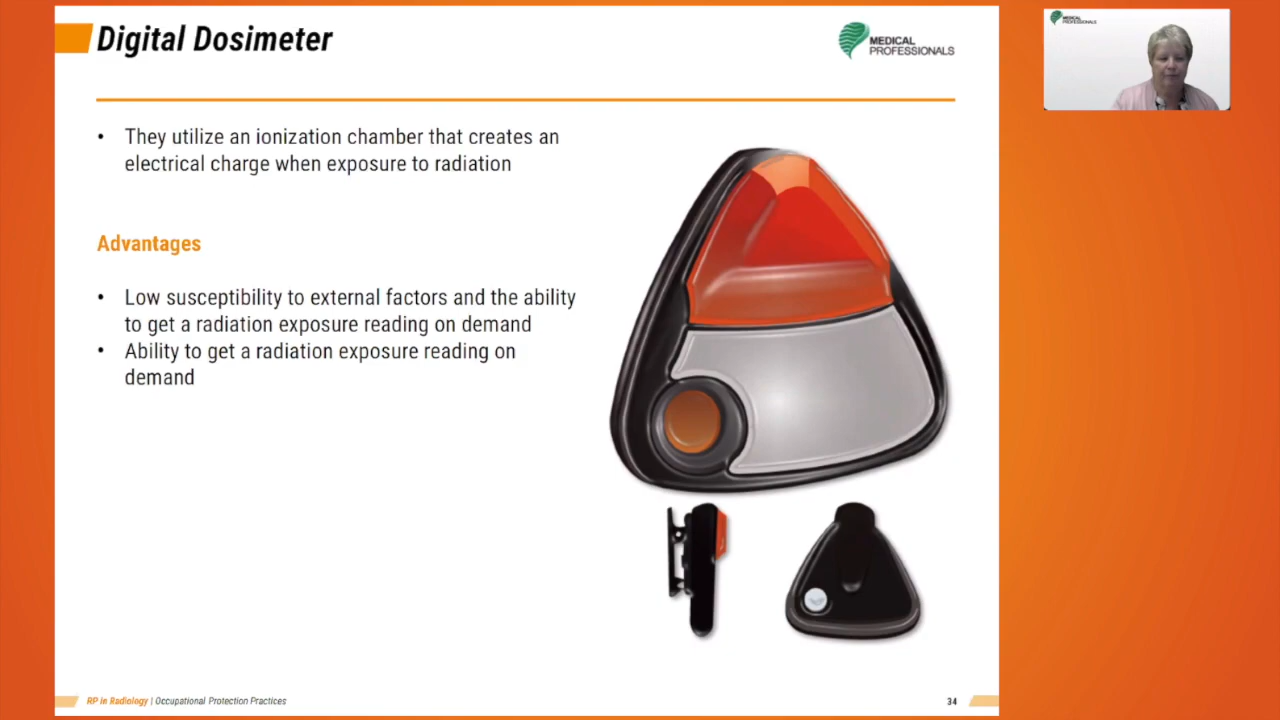 Digital Dosimeter
MEDICAL
PROFESSIONALS
• They utilize an ionization chamber that creates an
electrical charge when exposure to radiation
Advantages
• Low susceptibility to external factors and the ability
to get a radiation exposure reading on demand
• Ability to get a radiation exposure reading on
demand
RP in Radiology | Occupational Protection Practices
34
MEDICAL
PROFESSIONALS